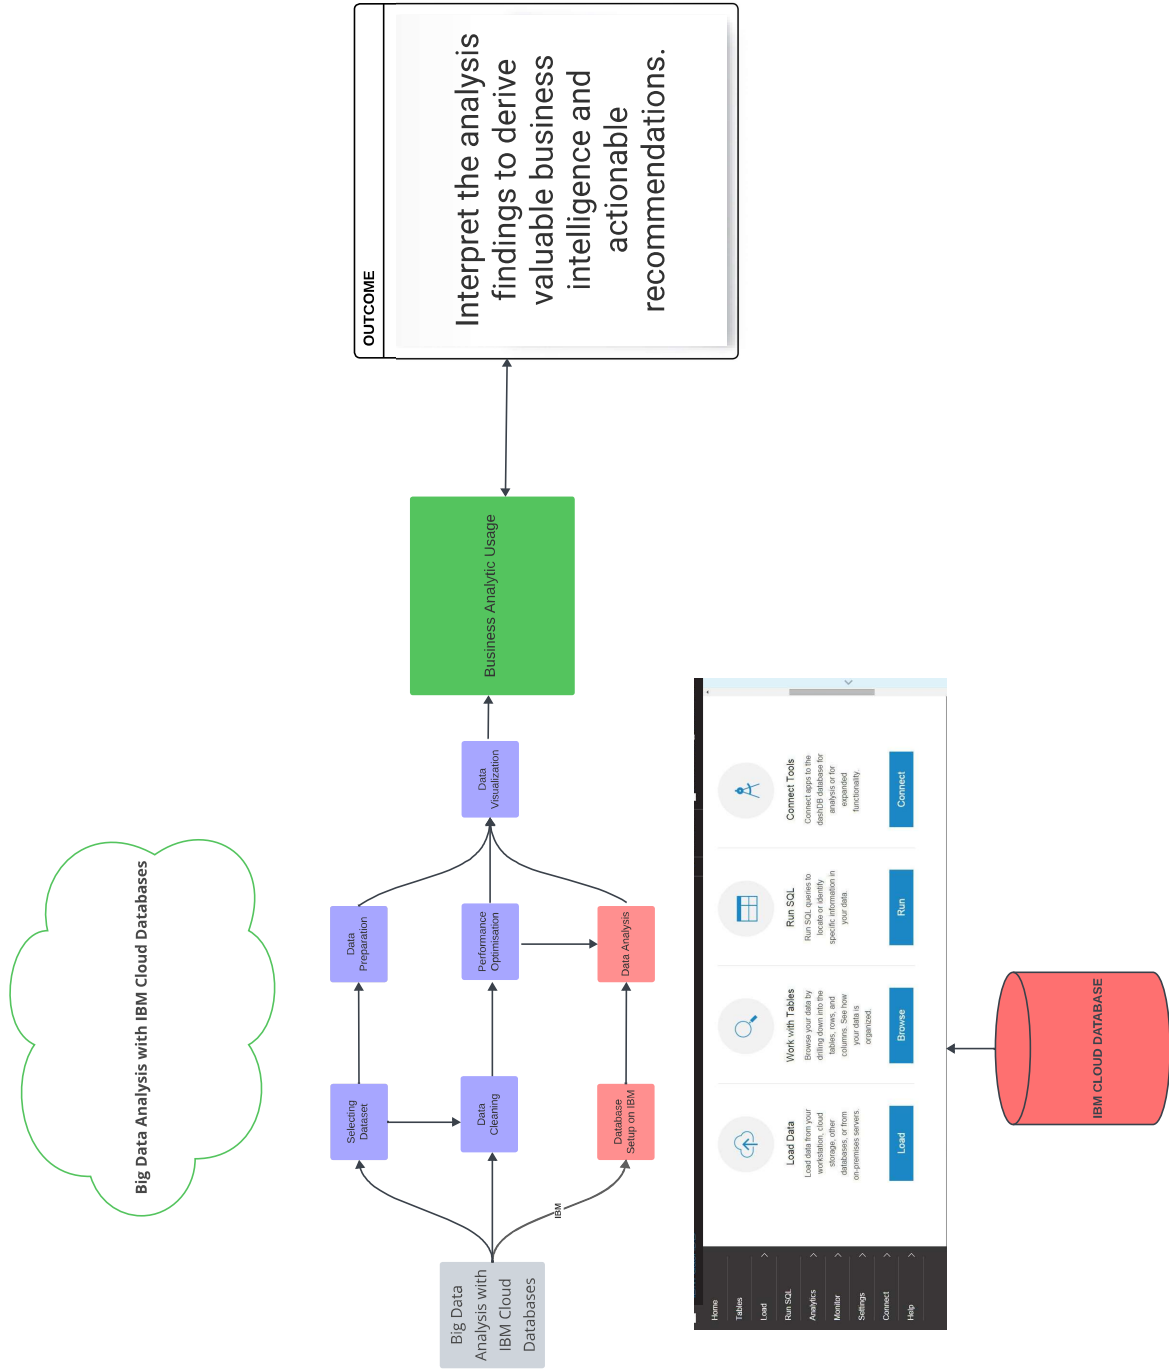 Big Data Analysis with IBM Cloud Databases
Big Data
Analysis with
IBM Cloud
Databases
IBM
Selecting
Dataset
Data
Cleaning
Database
Setup on IBM
Data
Preparation
Performance
Optimisation
Data Analysis
Data
Visualization
Business Analytic Usage
OUTCOME
Interpret the analysis
findings to derive
valuable business
intelligence and
actionable
recommendations.
Home
Tables
Load
Run SQL
Analytics
Monitor
Settings
Connect
Help
Load Data
Load data from your
workstation, cloud
storage, other
databases, or from
on-premises servers.
Load
Work with Tables
Browse your data by
drilling down into the
tables, rows, and
columns. See how
your data is
organized.
Browse
Run SQL
Run SQL queries to
locate or identify
specific information in
your data.
Run
Connect Tools
Connect apps to the
dashDB database for
analysis or for
expanded
functionality.
Connect
IBM CLOUD DATABASE